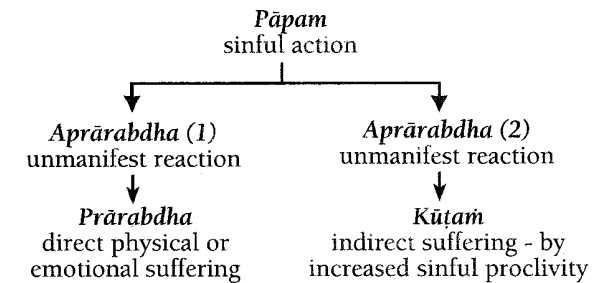 Pāpam
sinful action
Aprārabdha (1)
unmanifest reaction
Prārabdha
direct physical or
emotional suffering
Aprārabdha (2)
unmanifest reaction
Kūṭaṁ
indirect suffering - by
increased sinful proclivity